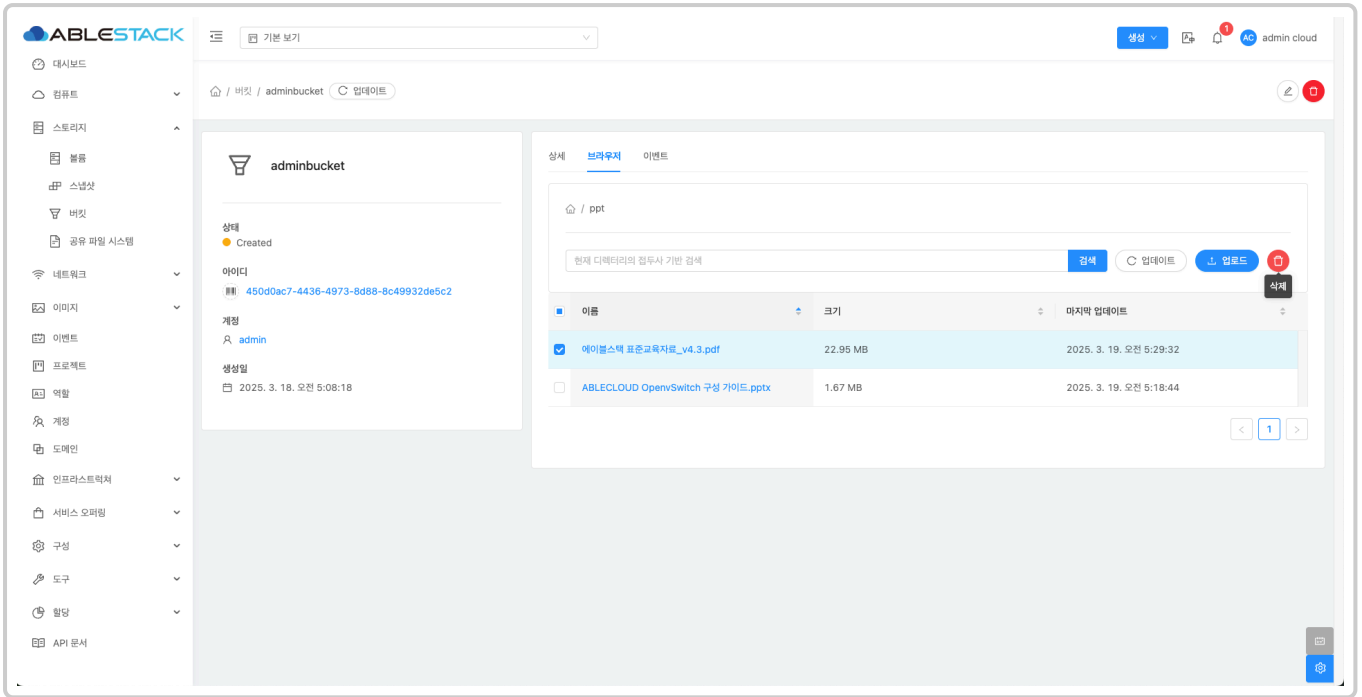 ABLESTACK
기본 보기
생성
1
AC admin cloud
대시보드
컴퓨트
스토리지
볼륨
스냅샷
버킷
공유 파일 시스템
네트워크
이미지
이벤트
프로젝트
역할
계정
도메인
인프라스트럭쳐
서비스 오퍼링
구성
도구
할당
API 문서
/ 버킷 / adminbucket 업데이트
adminbucket
상태
Created
아이디
450d0ac7-4436-4973-8d88-8c49932de5c2
계정
admin
생성일
2025. 3. 18. 오전 5:08:18
상세 브라우저 이벤트
/ ppt
현재 디렉터리의 접두사 기반 검색 검색 업데이트 업로드
삭제
이름 크기 마지막 업데이트
에이블스택 표준교육자료_v4.3.pdf 22.95 MB 2025. 3. 19. 오전 5:29:32
ABLECLOUD OpenvSwitch 구성 가이드.pptx 1.67 MB 2025. 3. 19. 오전 5:18:44
< 1 >